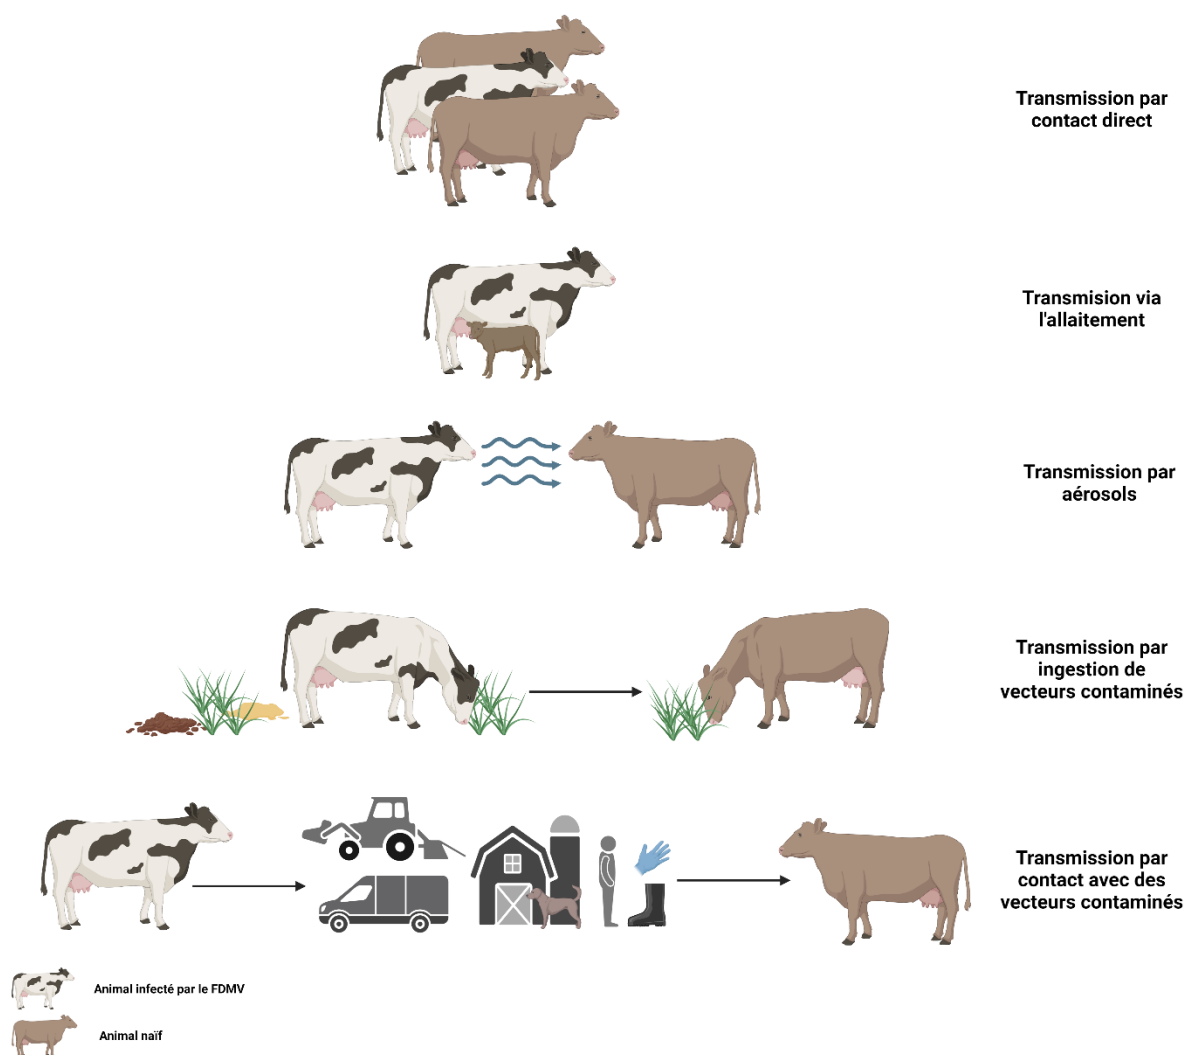 Transmission par
contact direct
Transmision via
l'allaitement
Transmission par
aérosols
Transmission par
ingestion de
vecteurs contaminés
Transmission par
contact avec des
vecteurs contaminés
Animal infecté par le FDMV
Animal naïf